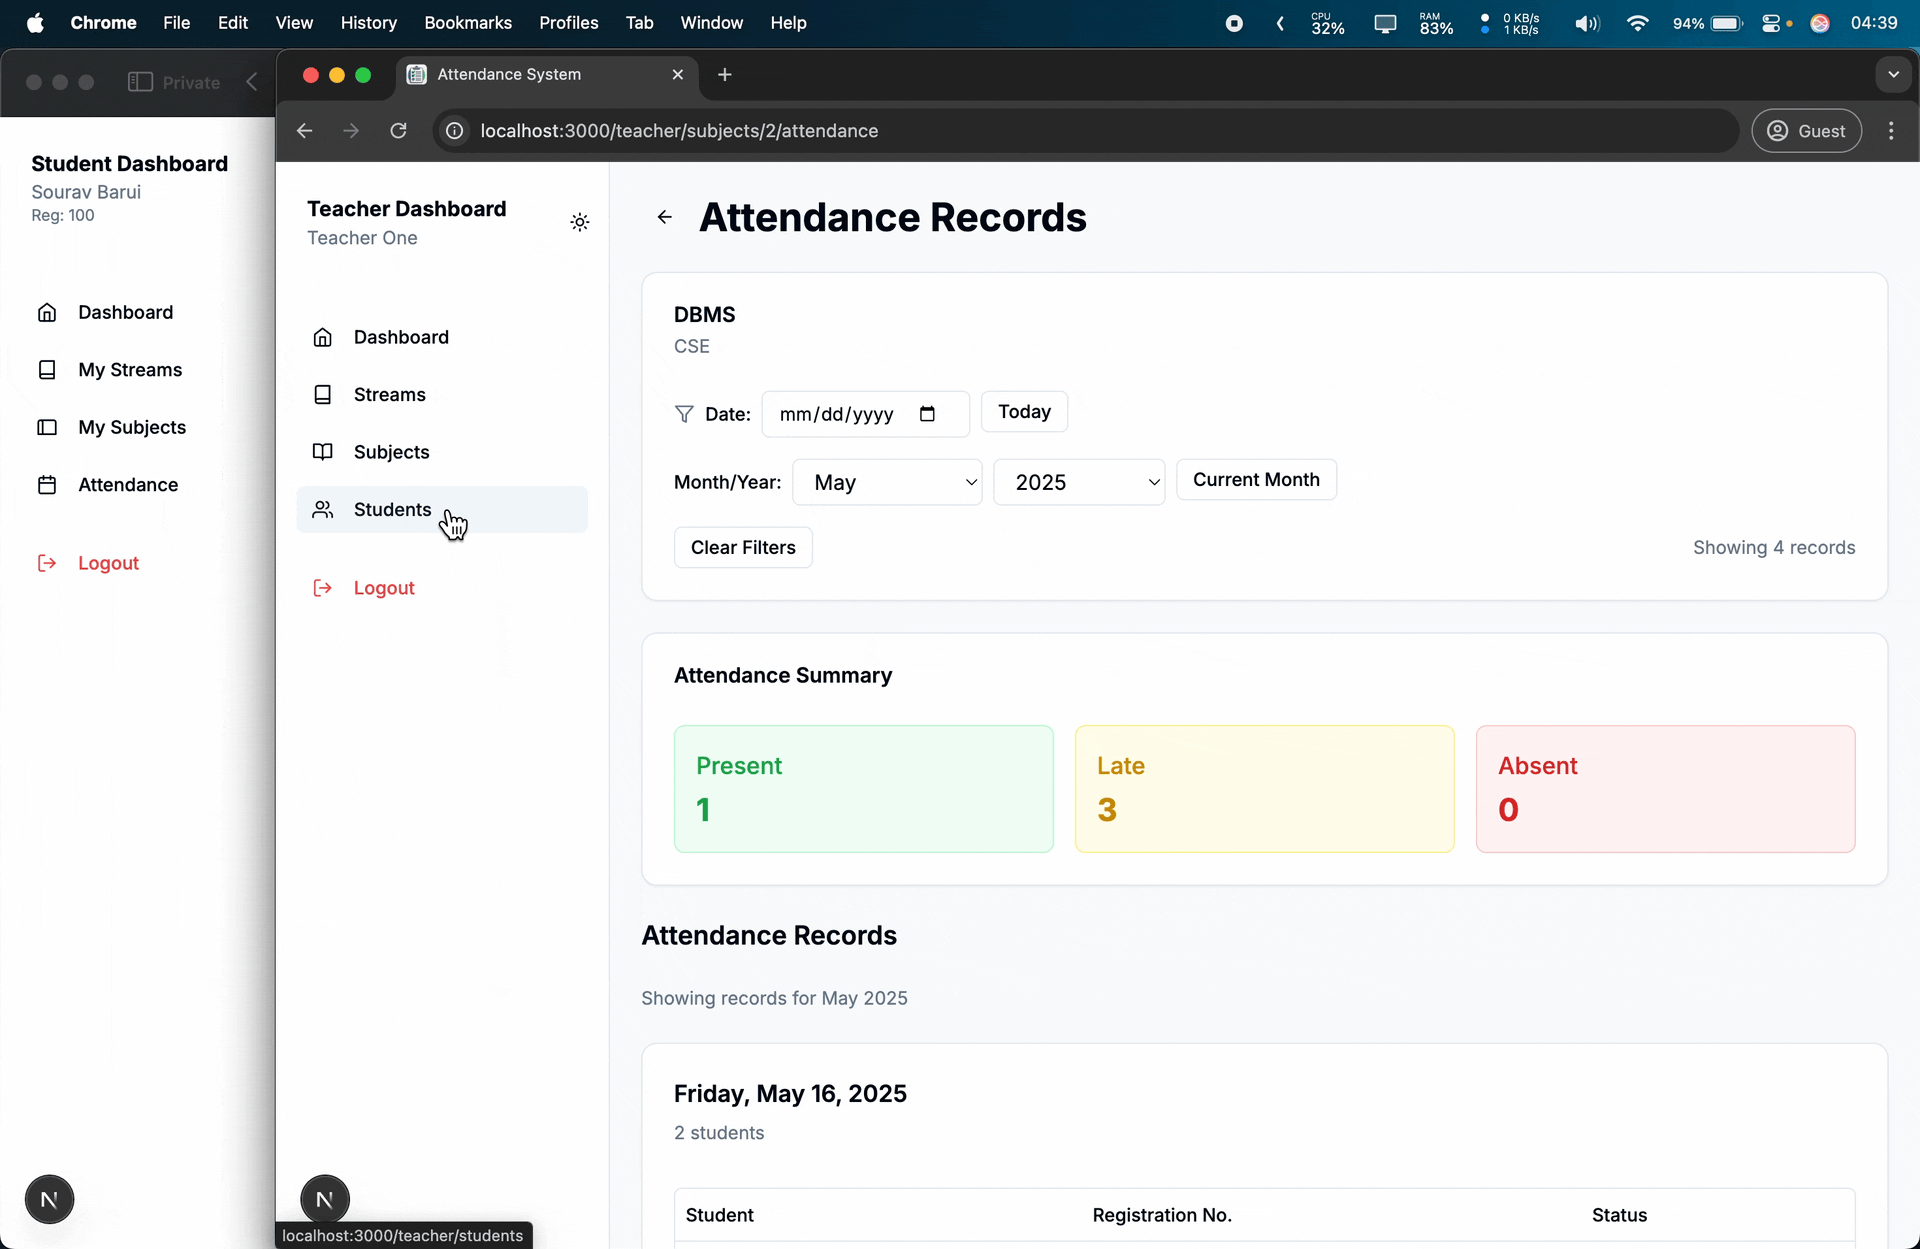 Chrome File Edit View History Bookmarks Profiles Tab Window Help CPU 32% RAM 83% 0 KB/s 1 KB/s 94% 04:39
Private
Attendance System
localhost:3000/teacher/subjects/2/attendance
Guest
Student Dashboard
Sourav Barui
Reg: 100
Dashboard
My Streams
My Subjects
Attendance
Logout
N
Teacher Dashboard
Teacher One
Dashboard
Streams
Subjects
Students
Logout
N
localhost:3000/teacher/students
Attendance Records
DBMS
CSE
Date: mm/dd/yyyy Today
Month/Year: May 2025 Current Month
Clear Filters
Showing 4 records
Attendance Summary
Present
1
Late
3
Absent
0
Attendance Records
Showing records for May 2025
Friday, May 16, 2025
2 students
Student Registration No. Status